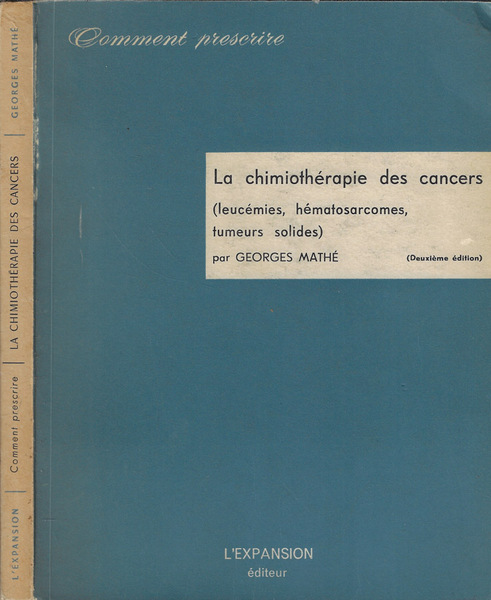 Comment prescrire
La chimiothérapie des cancers
(leucémies, hématosarcomes,
tumeurs solides)
par GEORGES MATHÉ (Deuxième édition)
L'EXPANSION
éditeur
L'EXPANSION | Comment prescrire | LA CHIMIOTHÉRAPIE DES CANCERS | GEORGES MATHÉ